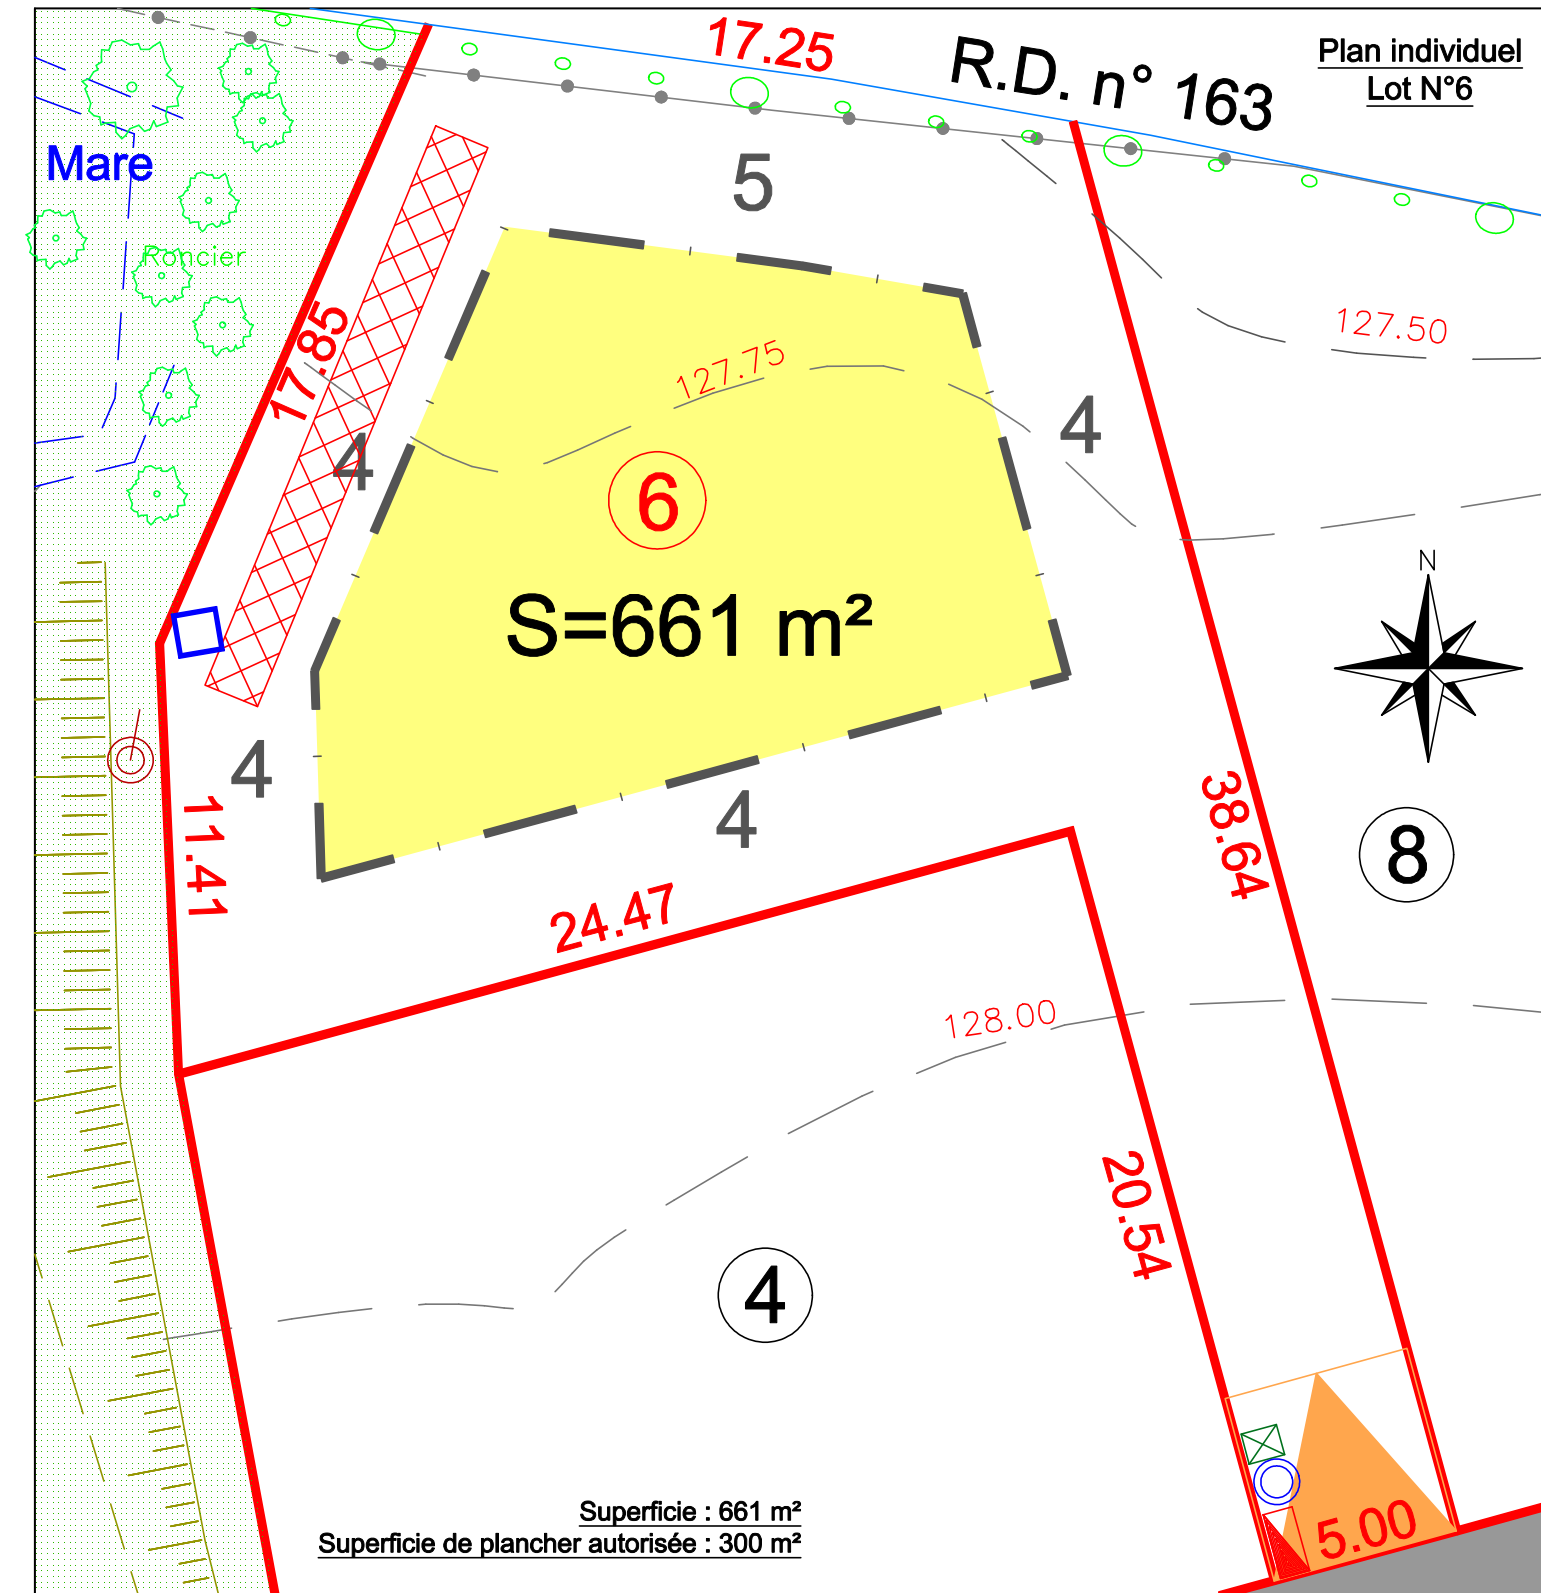 17.25
R.D. n° 163
Plan individuel
Lot N°6
Mare
5
Roncier
17.85
127.50
127.75
4
4
6
S=661 m²
N
4
4
11.41
38.64
8
24.47
128.00
20.54
4
Superficie : 661 m²
Superficie de plancher autorisée : 300 m²
5.00